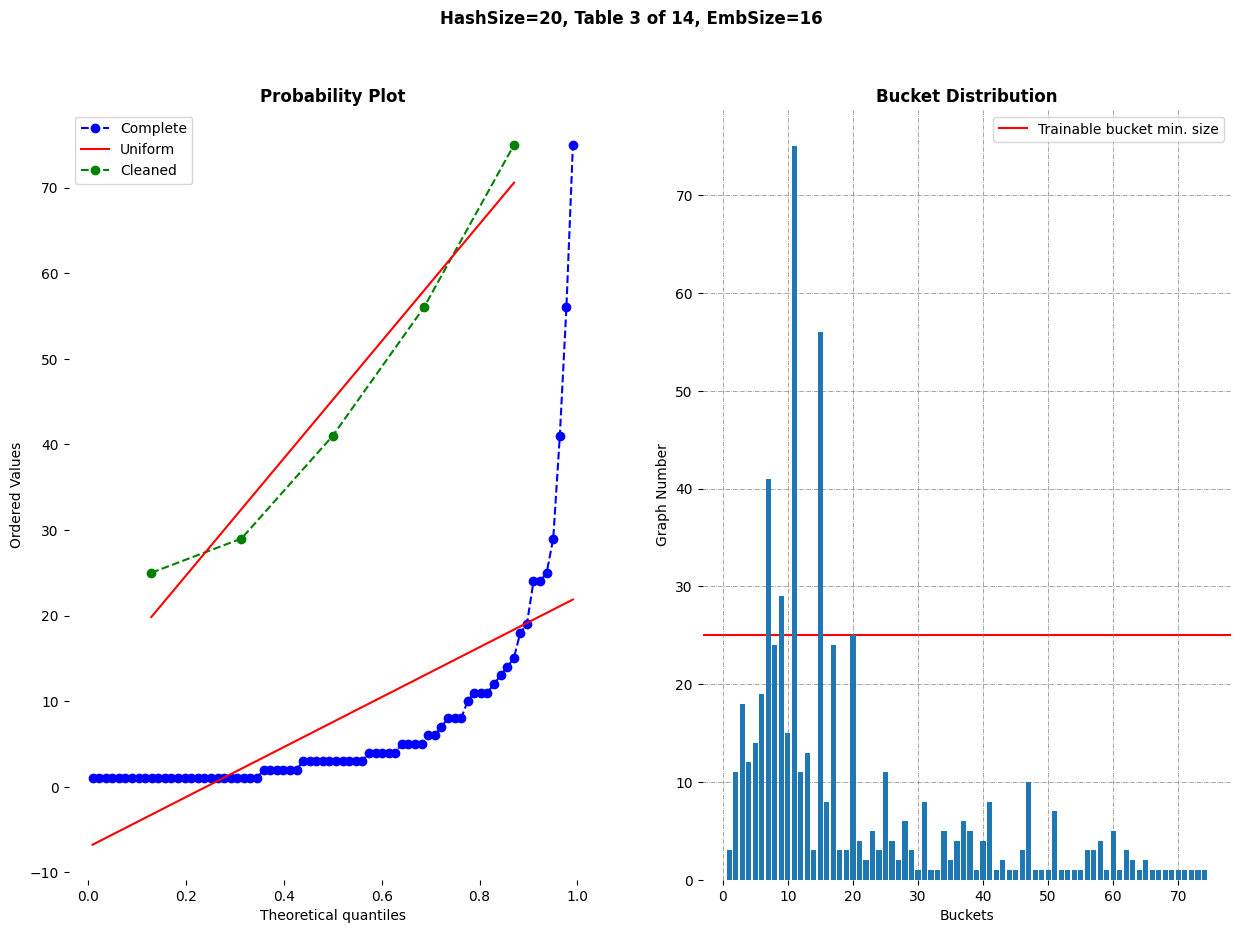 HashSize=20, Table 3 of 14, EmbSize=16
Probability Plot
Complete
Uniform
Cleaned
Ordered Values
70
60
50
40
30
20
10
0
−10
0.0 0.2 0.4 0.6 0.8 1.0
Theoretical quantiles
Bucket Distribution
Trainable bucket min. size
Graph Number
70
60
50
40
30
20
10
0
0 10 20 30 40 50 60 70
Buckets